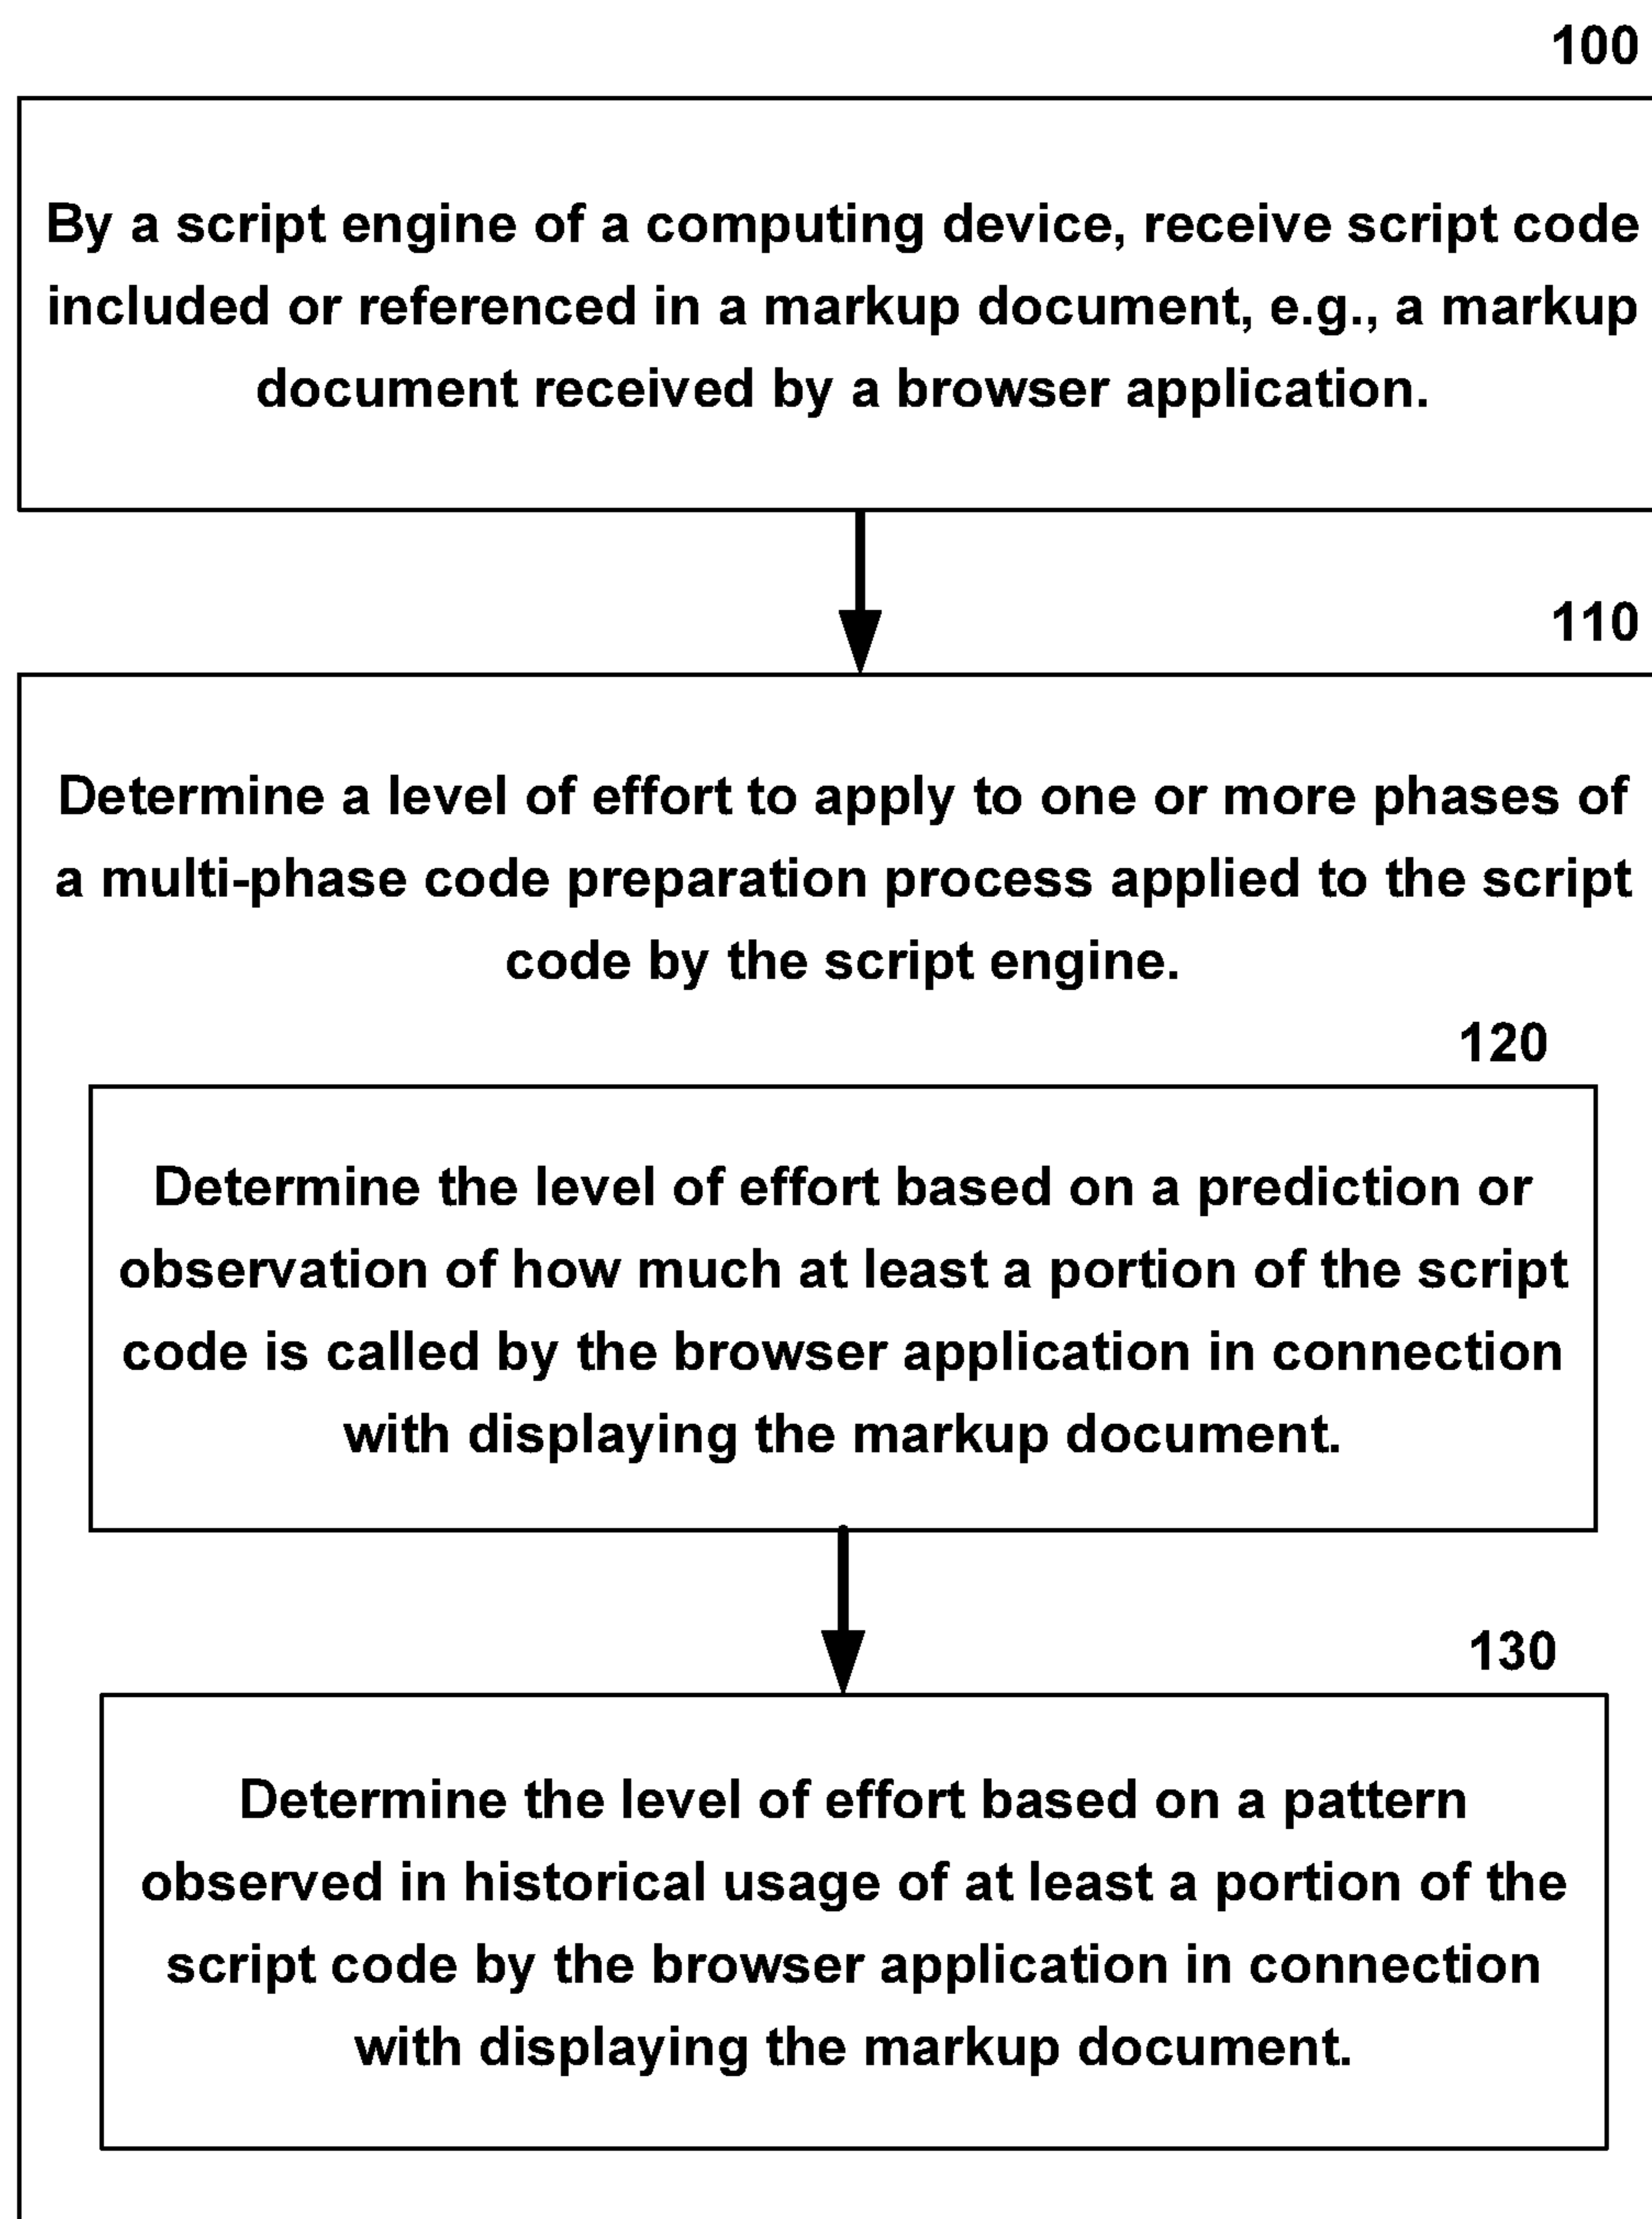 100
By a script engine of a computing device, receive script code
included or referenced in a markup document, e.g., a markup
document received by a browser application.
110
Determine a level of effort to apply to one or more phases of
a multi-phase code preparation process applied to the script
code by the script engine.
120
Determine the level of effort based on a prediction or
observation of how much at least a portion of the script
code is called by the browser application in connection
with displaying the markup document.
130
Determine the level of effort based on a pattern
observed in historical usage of at least a portion of the
script code by the browser application in connection
with displaying the markup document.